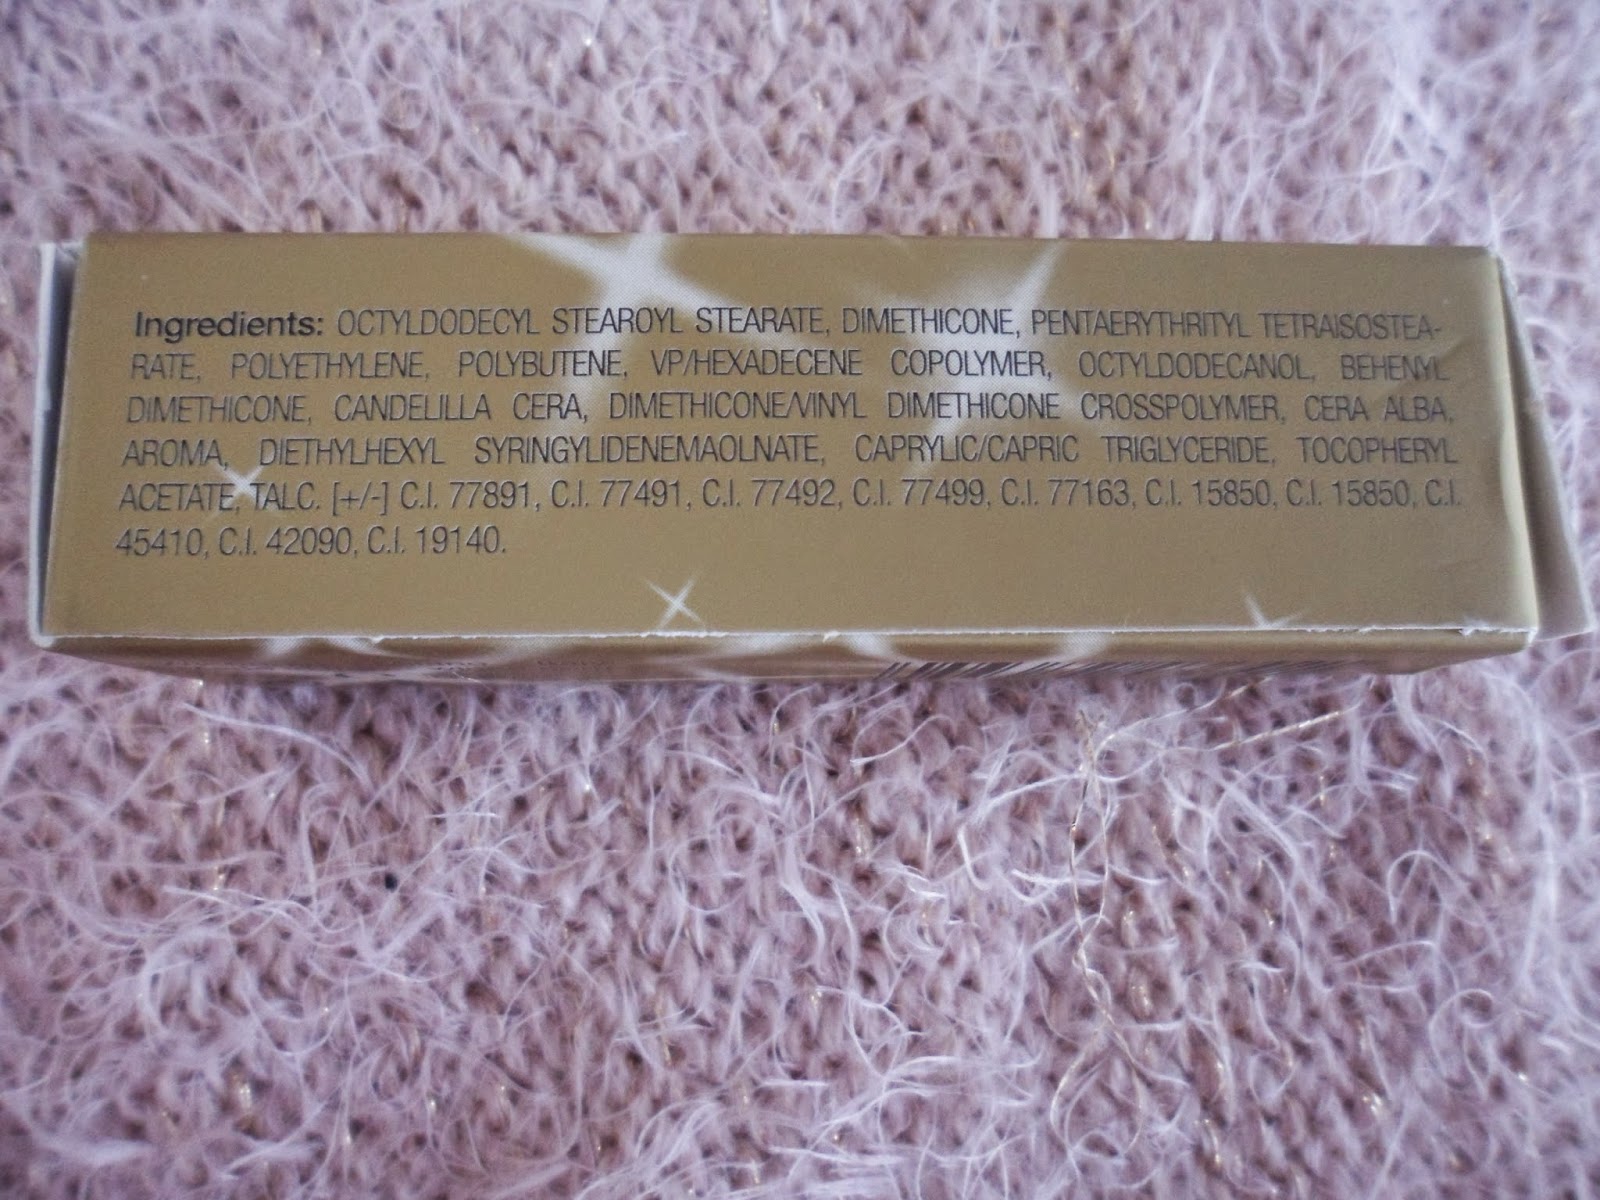 Ingredients: OCTYLDODECYL STEAROYL STEARATE, DIMETHICONE, PENTAERYTHRITYL TETRAISOSTEA-
RATE, POLYETHYLENE, POLYBUTENE, VP/HEXADECENE COPOLYMER, OCTYLDODECANOL, BEHENYL
DIMETHICONE, CANDELILLA CERA, DIMETHICONE/VINYL DIMETHICONE CROSSPOLYMER, CERA ALBA,
AROMA, DIETHYLHEXYL SYRINGYLIDENEMAOLNATE, CAPRYLIC/CAPRIC TRIGLYCERIDE, TOCOPHERYL
ACETATE, TALC. [+/-] C.I. 77891, C.I. 77491, C.I. 77492, C.I. 77499, C.I. 77163, C.I. 15850, C.I. 15850, C.I.
45410, C.I. 42090, C.I. 19140.